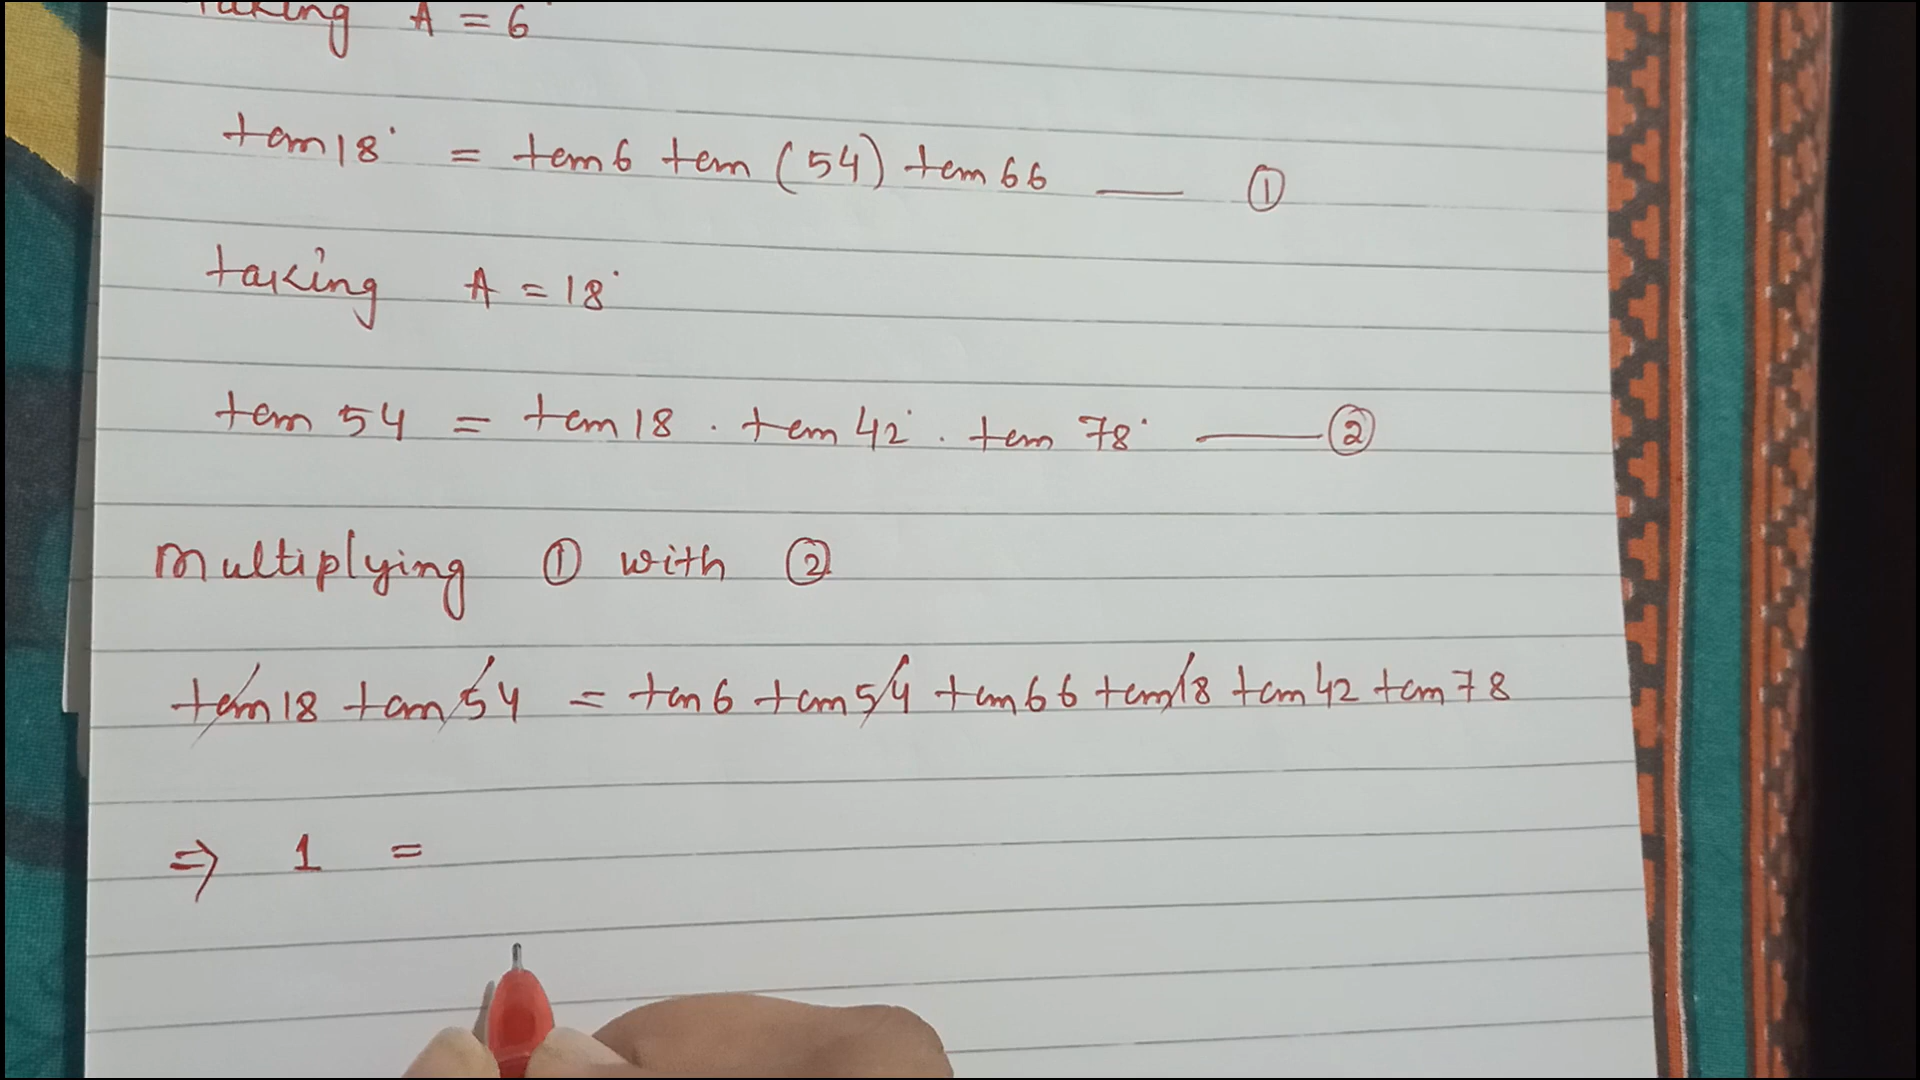 taking A = 6°
tan 18° = tan 6 tan (54) tan 66 —— ①
taking A = 18°
tan 54 = tan 18 . tan 42° . tan 78° —— ②
Multiplying ① with ②
tan 18 tan 54 = tan 6 tan 54 tan 66 tan 18 tan 42 tan 78
⇒ 1 =